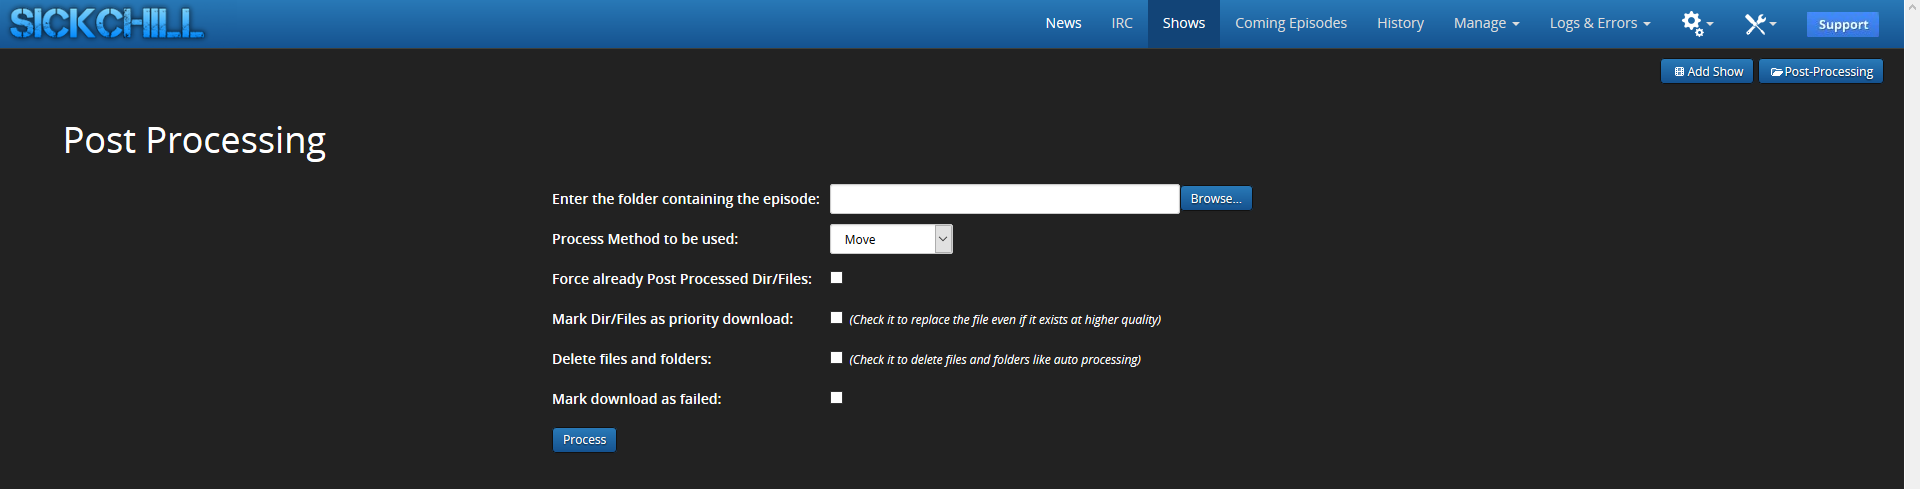 SICKCHILL News IRC Shows Coming Episodes History Manage Logs & Errors Support
Add Show Post-Processing
Post Processing
Enter the folder containing the episode: Browse...
Process Method to be used: Move
Force already Post Processed Dir/Files:
Mark Dir/Files as priority download: (Check it to replace the file even if it exists at higher quality)
Delete files and folders: (Check it to delete files and folders like auto processing)
Mark download as failed:
Process